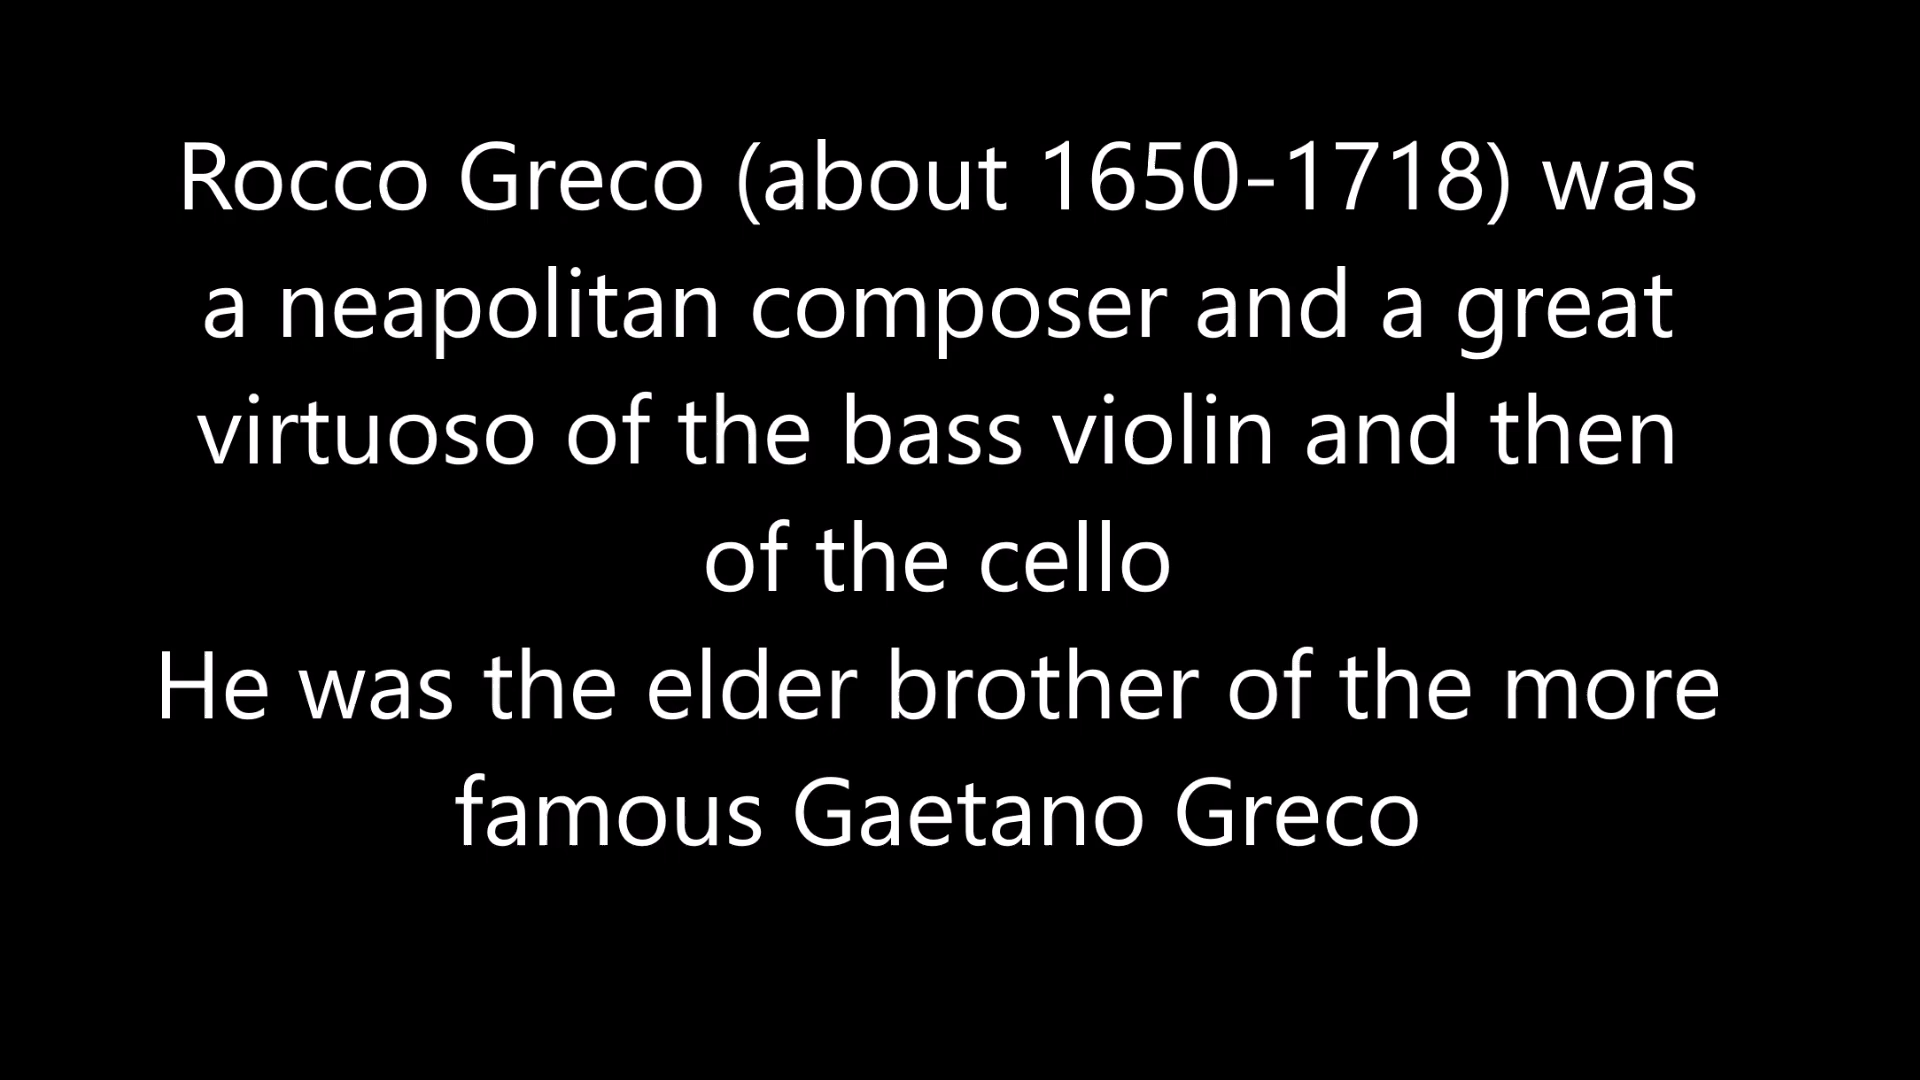 Rocco Greco (about 1650-1718) was
a neapolitan composer and a great
virtuoso of the bass violin and then
of the cello
He was the elder brother of the more
famous Gaetano Greco